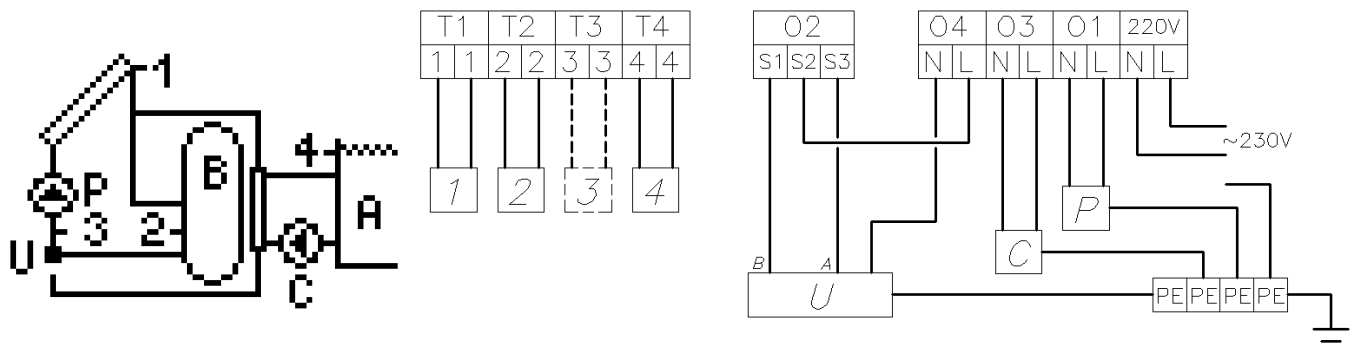 T1 T2 T3 T4 O2 O4 O3 O1 220V
1 1 2 2 3 3 4 4 S1 S2 S3 N L N L N L N L
1
4
~230V
B
P
1 2 3 4
A
P
3 2
U
C
C
B A
U
PE PE PE PE